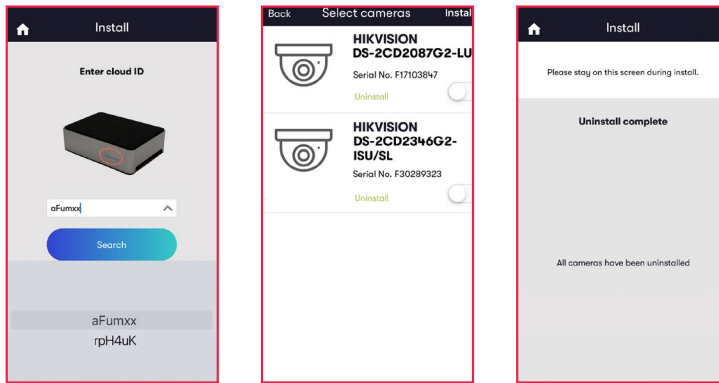 Install
Enter cloud ID
aFumxx
Search
aFumxx
rpH4uK
Back Select cameras Instal
HIKVISION
DS-2CD2087G2-LU
Serial No. F17103847
Uninstall
HIKVISION
DS-2CD2346G2-
ISU/SL
Serial No. F30289323
Uninstall
Install
Please stay on this screen during install.
Uninstall complete
All cameras have been uninstalled